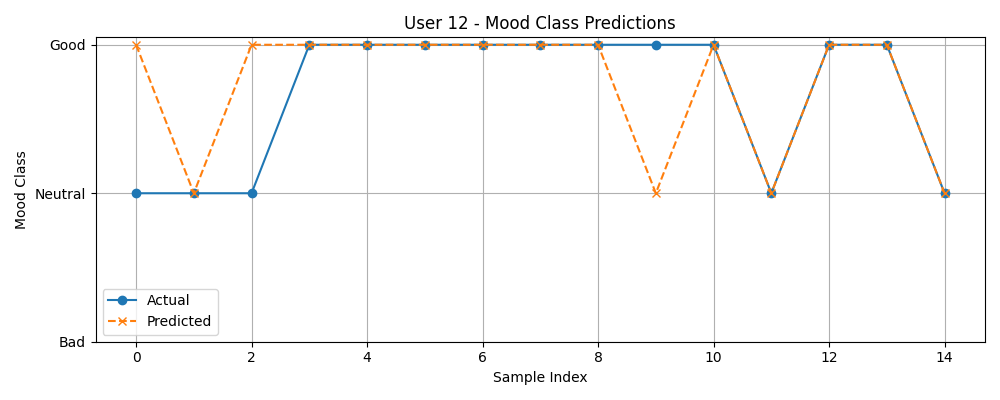 User 12 - Mood Class Predictions
Good
Neutral
Bad
Mood Class
Actual
Predicted
0 2 4 6 8 10 12 14
Sample Index